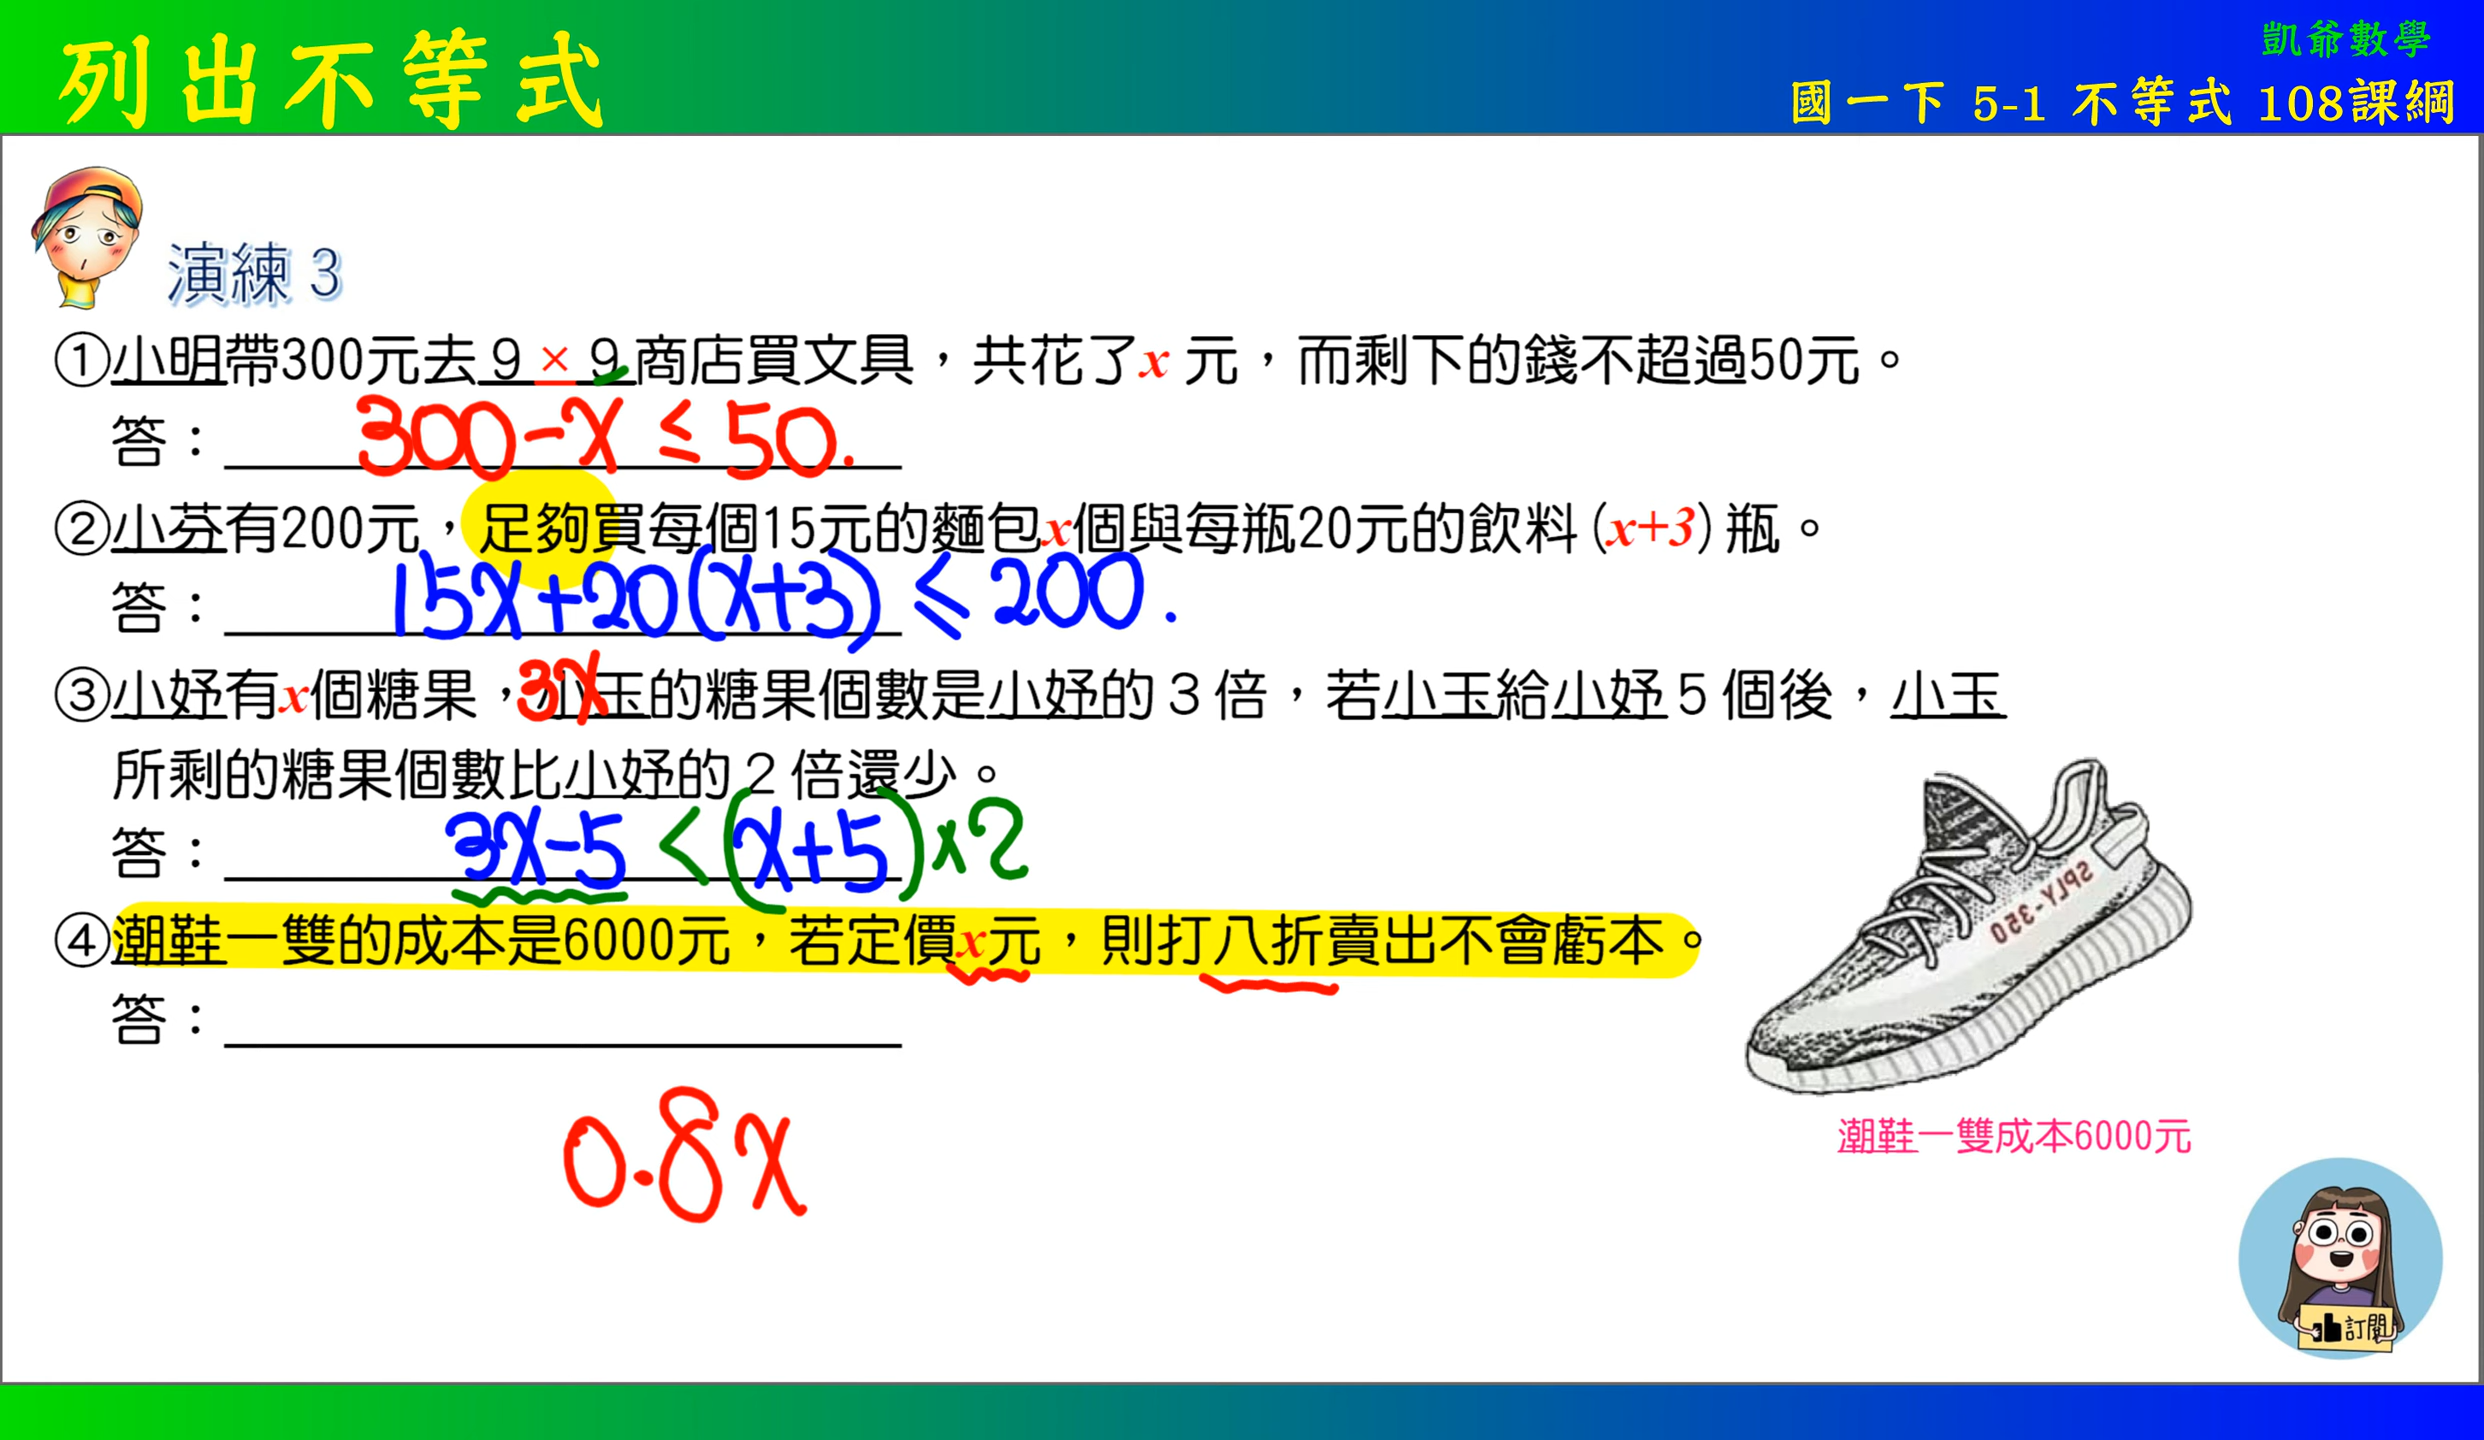 列出不等式
凱爺數學
國一下 5-1 不等式 108課綱
演練 3
①小明帶300元去9×9商店買文具，共花了x元，而剩下的錢不超過50元。
答：300-x ≤ 50.
②小芬有200元，足夠買每個15元的麵包x個與每瓶20元的飲料(x+3)瓶。
答：15x+20(x+3) ≤ 200.
③小妤有x個糖果，小玉的糖果個數是小妤的3倍，若小玉給小妤5個後，小玉
3x
所剩的糖果個數比小妤的2倍還少。
答：3x-5 < (x+5)×2
④潮鞋一雙的成本是6000元，若定價x元，則打八折賣出不會虧本。
答：
0.8x
SPLY-350
潮鞋一雙成本6000元
訂閱